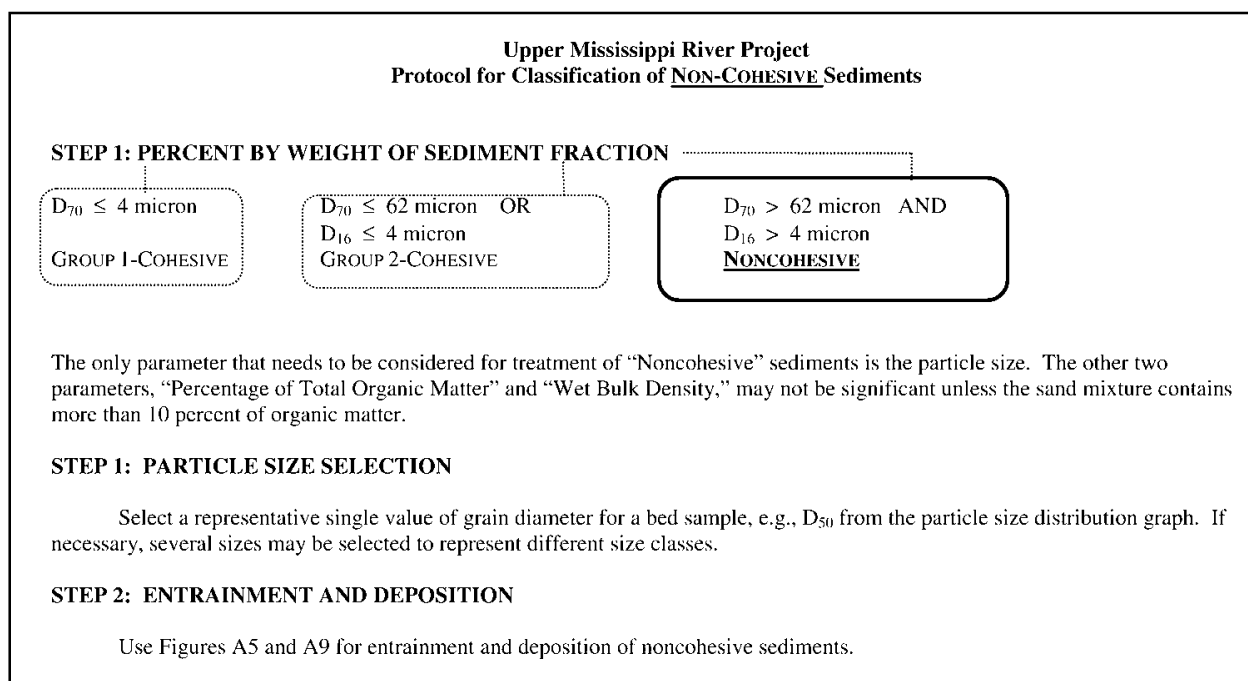 Upper Mississippi River Project
Protocol for Classification of NON-COHESIVE Sediments
STEP 1: PERCENT BY WEIGHT OF SEDIMENT FRACTION
D70 ≤ 4 micron
GROUP 1-COHESIVE
D70 ≤ 62 micron OR
D16 ≤ 4 micron
GROUP 2-COHESIVE
D70 > 62 micron AND
D16 > 4 micron
NONCOHESIVE
The only parameter that needs to be considered for treatment of “Noncohesive” sediments is the particle size. The other two
parameters, “Percentage of Total Organic Matter” and “Wet Bulk Density,” may not be significant unless the sand mixture contains
more than 10 percent of organic matter.
STEP 1: PARTICLE SIZE SELECTION
Select a representative single value of grain diameter for a bed sample, e.g., D50 from the particle size distribution graph. If
necessary, several sizes may be selected to represent different size classes.
STEP 2: ENTRAINMENT AND DEPOSITION
Use Figures A5 and A9 for entrainment and deposition of noncohesive sediments.